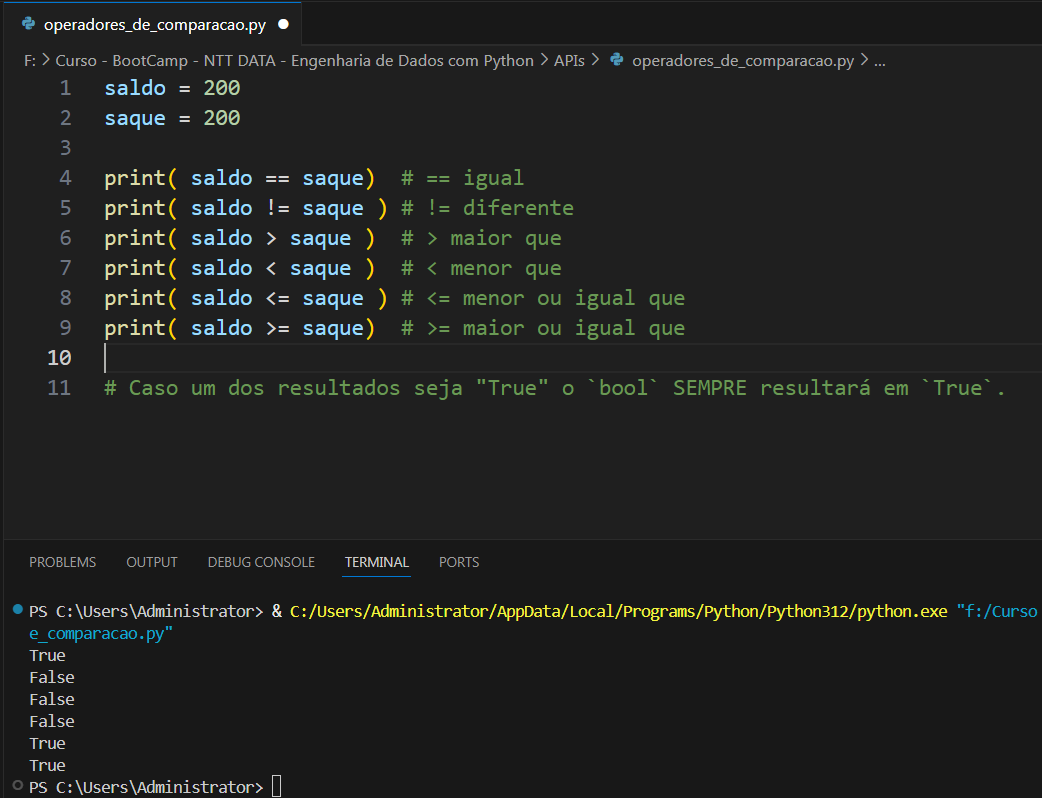 operadores_de_comparacao.py
F: > Curso - BootCamp - NTT DATA - Engenharia de Dados com Python > APIs > operadores_de_comparacao.py > ...
1 saldo = 200
2 saque = 200
3
4 print( saldo == saque)  # == igual
5 print( saldo != saque ) # != diferente
6 print( saldo > saque )  # > maior que
7 print( saldo < saque )  # < menor que
8 print( saldo <= saque ) # <= menor ou igual que
9 print( saldo >= saque)  # >= maior ou igual que
10
11 # Caso um dos resultados seja "True" o `bool` SEMPRE resultará em `True`.
PROBLEMS OUTPUT DEBUG CONSOLE TERMINAL PORTS
PS C:\Users\Administrator> & C:/Users/Administrator/AppData/Local/Programs/Python/Python312/python.exe "f:/Curso
e_comparacao.py"
True
False
False
False
True
True
PS C:\Users\Administrator>